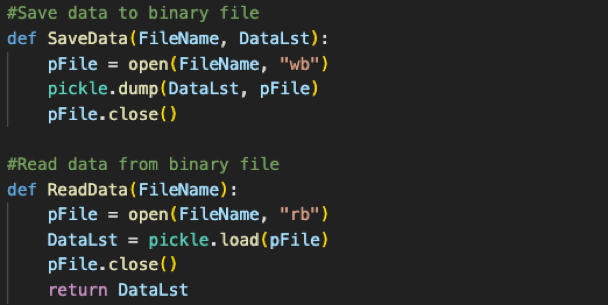 #Save data to binary file
def SaveData(FileName, DataLst):
    pFile = open(FileName, "wb")
    pickle.dump(DataLst, pFile)
    pFile.close()

#Read data from binary file
def ReadData(FileName):
    pFile = open(FileName, "rb")
    DataLst = pickle.load(pFile)
    pFile.close()
    return DataLst